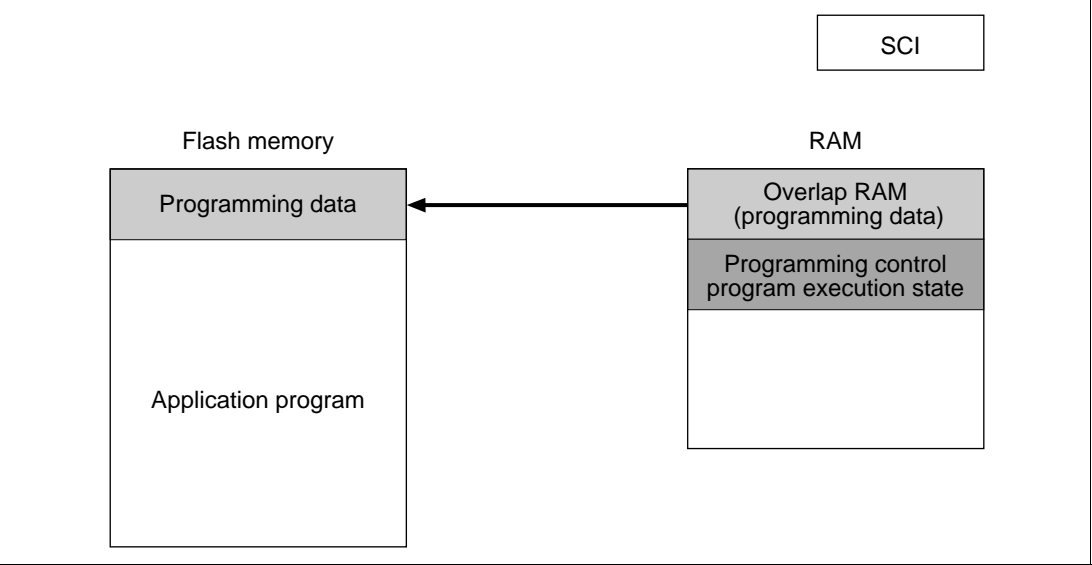 SCI
Flash memory
RAM
Programming data
Overlap RAM
(programming data)
Programming control
program execution state
Application program